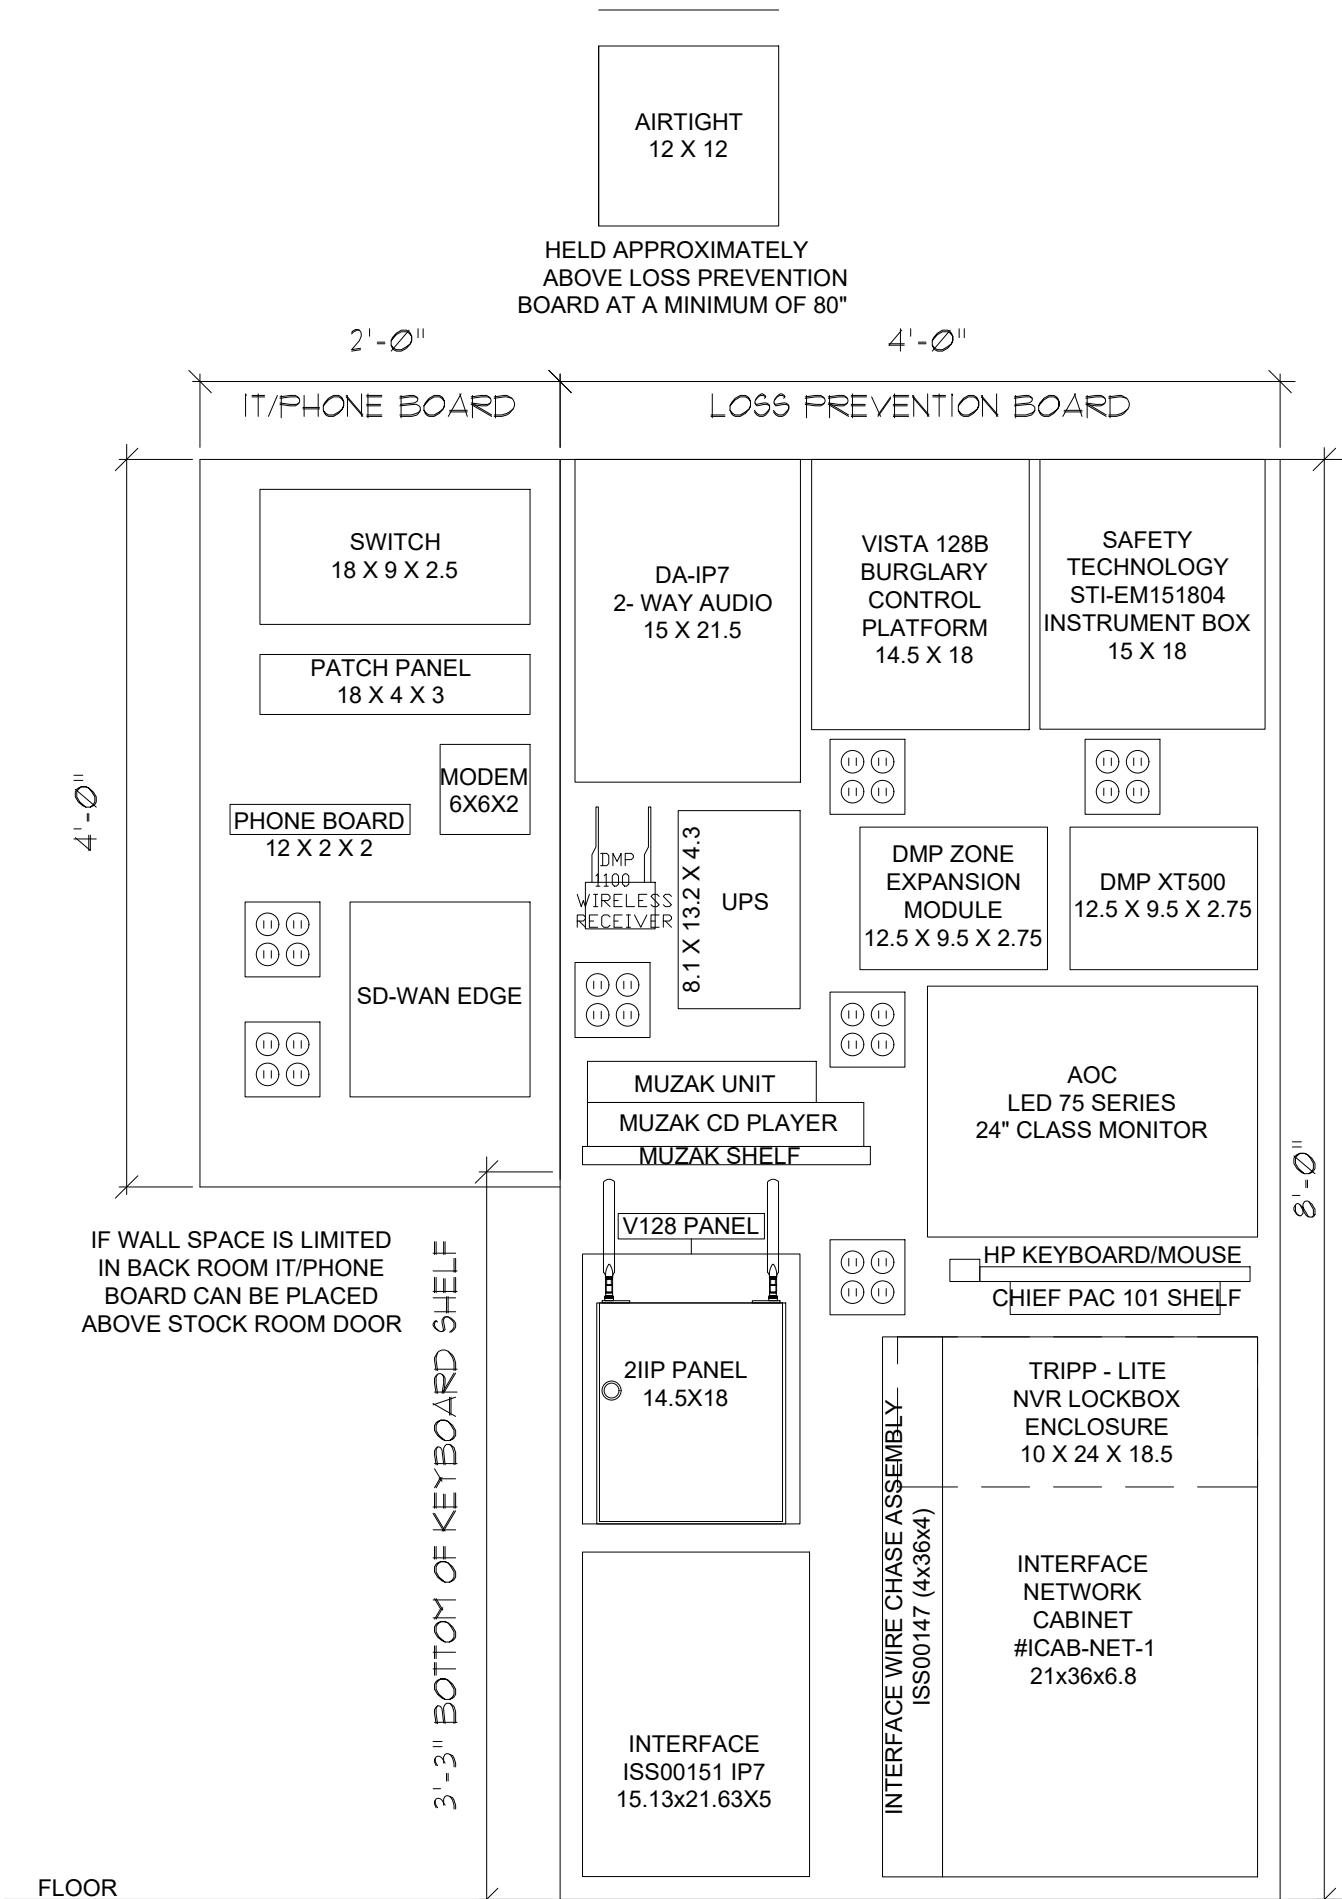 AIRTIGHT
12 X 12
HELD APPROXIMATELY
ABOVE LOSS PREVENTION
BOARD AT A MINIMUM OF 80"
2'-0"
4'-0"
IT/PHONE BOARD
LOSS PREVENTION BOARD
4'-0"
SWITCH
18 X 9 X 2.5
PATCH PANEL
18 X 4 X 3
MODEM
6X6X2
PHONE BOARD
12 X 2 X 2
SD-WAN EDGE
IF WALL SPACE IS LIMITED
IN BACK ROOM IT/PHONE
BOARD CAN BE PLACED
ABOVE STOCK ROOM DOOR
3'-3" BOTTOM OF KEYBOARD SHELF
DA-IP7
2- WAY AUDIO
15 X 21.5
VISTA 128B
BURGLARY
CONTROL
PLATFORM
14.5 X 18
SAFETY
TECHNOLOGY
STI-EM151804
INSTRUMENT BOX
15 X 18
DMP
1100
WIRELESS
RECEIVER
8.1 X 13.2 X 4.3
UPS
DMP ZONE
EXPANSION
MODULE
12.5 X 9.5 X 2.75
DMP XT500
12.5 X 9.5 X 2.75
MUZAK UNIT
MUZAK CD PLAYER
MUZAK SHELF
AOC
LED 75 SERIES
24" CLASS MONITOR
8'-0"
V128 PANEL
HP KEYBOARD/MOUSE
CHIEF PAC 101 SHELF
2IIP PANEL
14.5X18
TRIPP - LITE
NVR LOCKBOX
ENCLOSURE
10 X 24 X 18.5
INTERFACE WIRE CHASE ASSEMBLY
ISS00147 (4x36x4)
INTERFACE
NETWORK
CABINET
#ICAB-NET-1
21x36x6.8
INTERFACE
ISS00151 IP7
15.13x21.63X5
FLOOR